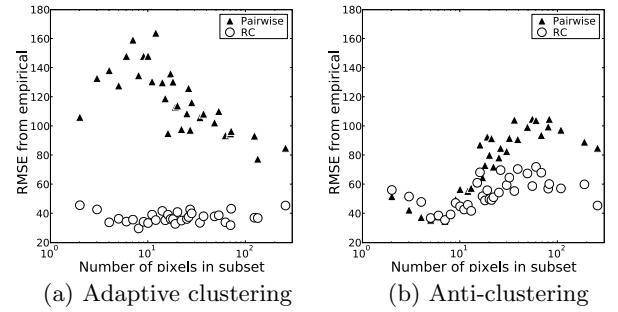 180
160
140
120
100
80
60
40
20
RMSE from empirical
Pairwise
RC
10^0 10^1 10^2
Number of pixels in subset
(a) Adaptive clustering
180
160
140
120
100
80
60
40
20
RMSE from empirical
Pairwise
RC
10^0 10^1 10^2
Number of pixels in subset
(b) Anti-clustering